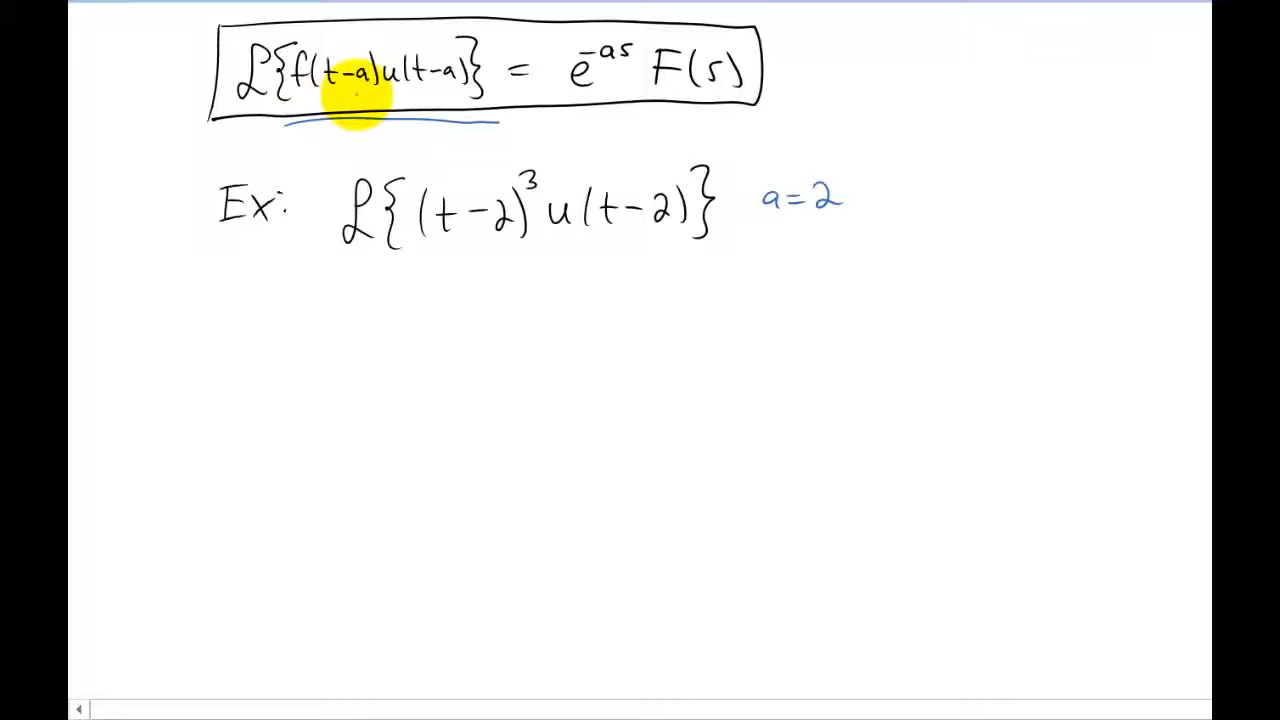 ℒ{f(t-a)u(t-a)} = e^{-as} F(s)
Ex: ℒ{(t-2)^3 u(t-2)} a=2